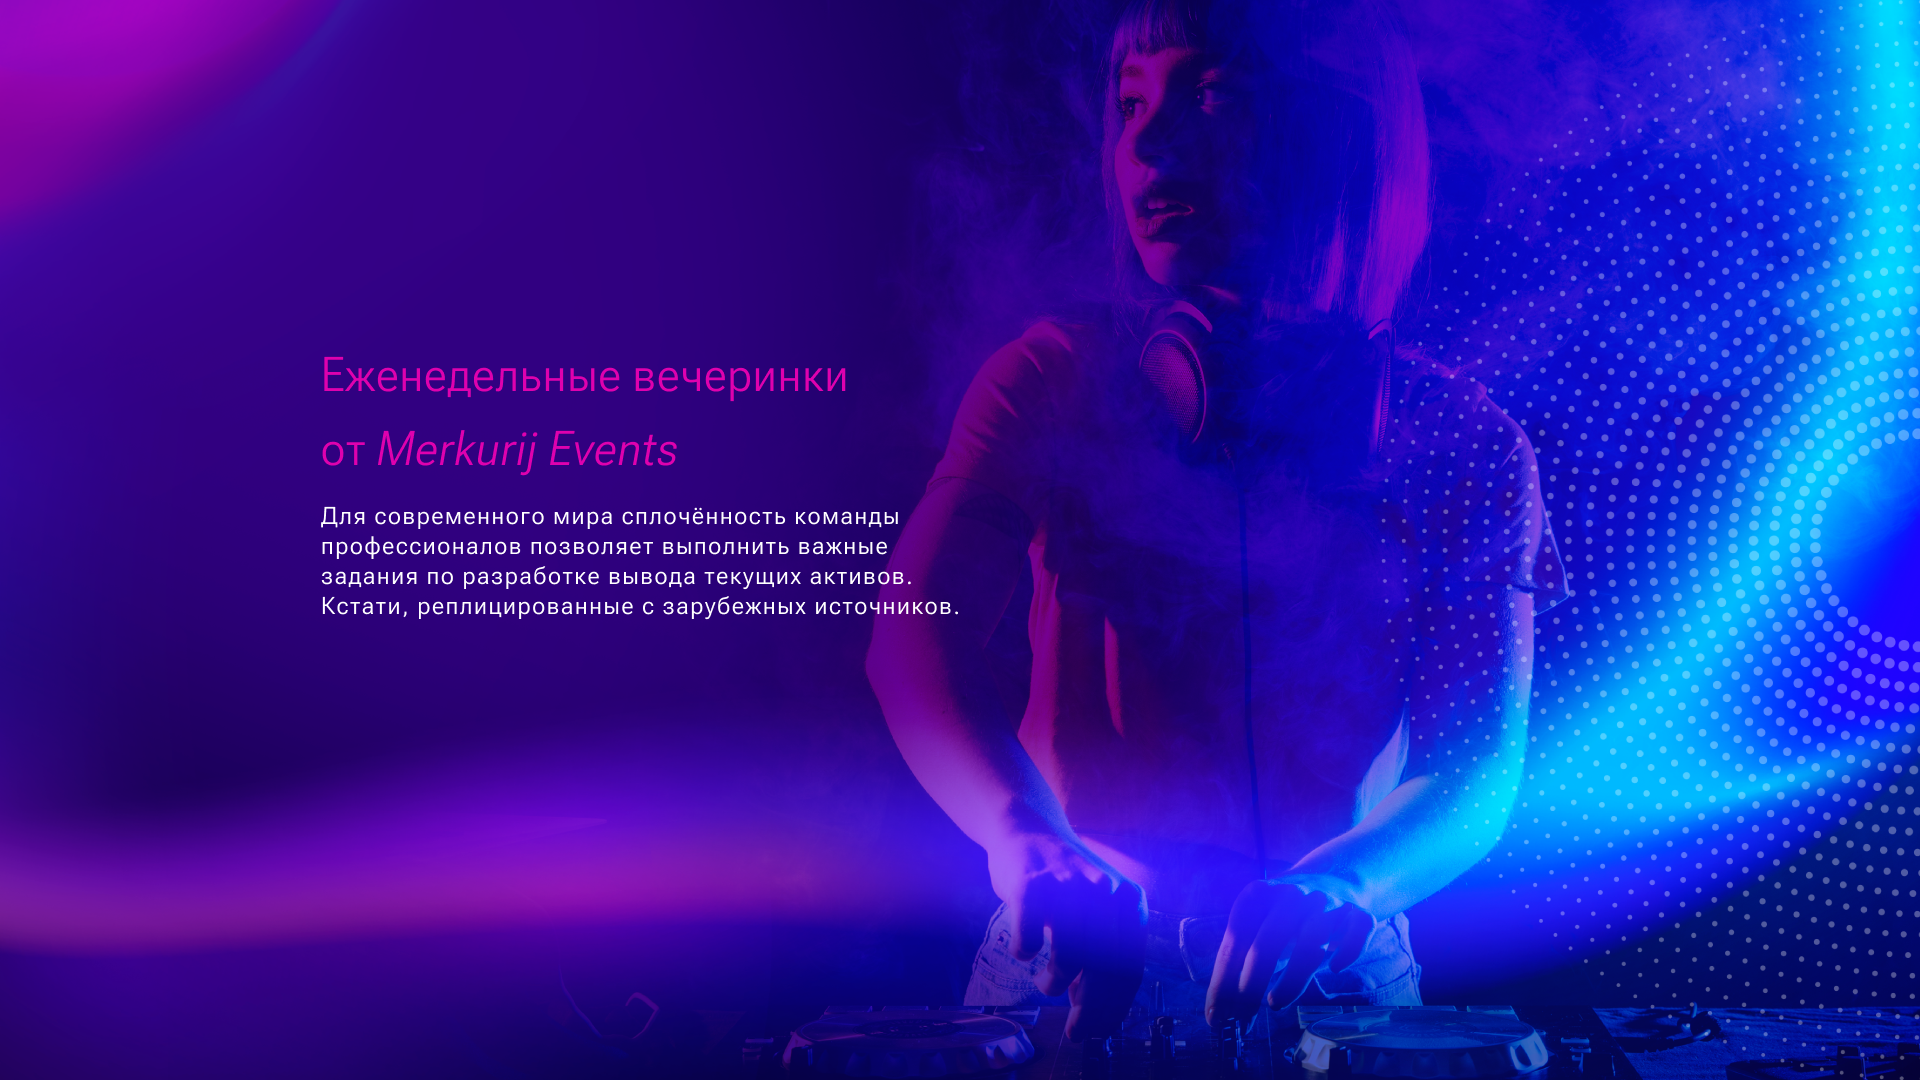 Еженедельные вечеринки
от Merkurij Events
Для современного мира сплочённость команды
профессионалов позволяет выполнить важные
задания по разработке вывода текущих активов.
Кстати, реплицированные с зарубежных источников.